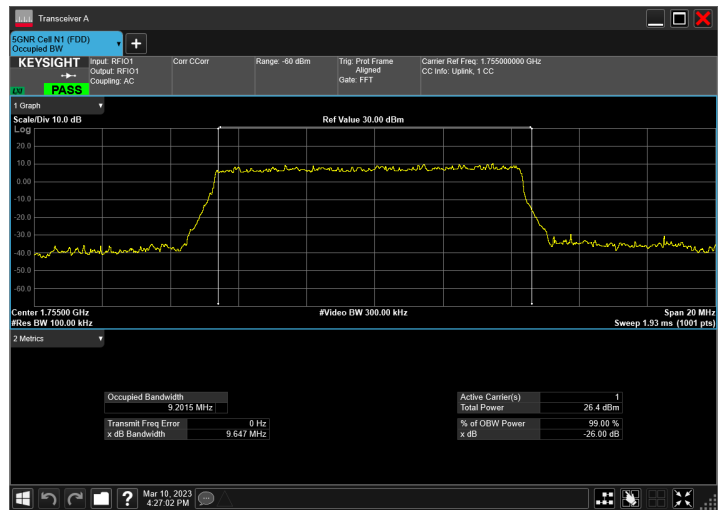 Transceiver A
5GNR Cell N1 (FDD)
Occupied BW
KEYSIGHT
Input: RFIO1
Output: RFIO1
Coupling: AC
Corr CCorr
Range: -60 dBm
Trig: Prot Frame
Aligned
Gate: FFT
Carrier Ref Freq: 1.755000000 GHz
CC Info: Uplink, 1 CC
PASS
1 Graph
Scale/Div 10.0 dB
Ref Value 30.00 dBm
Log
20.0
10.0
0.00
-10.0
-20.0
-30.0
-40.0
-50.0
-60.0
Center 1.75500 GHz
#Video BW 300.00 kHz
Span 20 MHz
#Res BW 100.00 kHz
Sweep 1.93 ms (1001 pts)
2 Metrics
Occupied Bandwidth
9.2015 MHz
Transmit Freq Error 0 Hz
x dB Bandwidth 9.647 MHz
Active Carrier(s) 1
Total Power 26.4 dBm
% of OBW Power 99.00 %
x dB -26.00 dB
?
Mar 10, 2023
4:27:02 PM